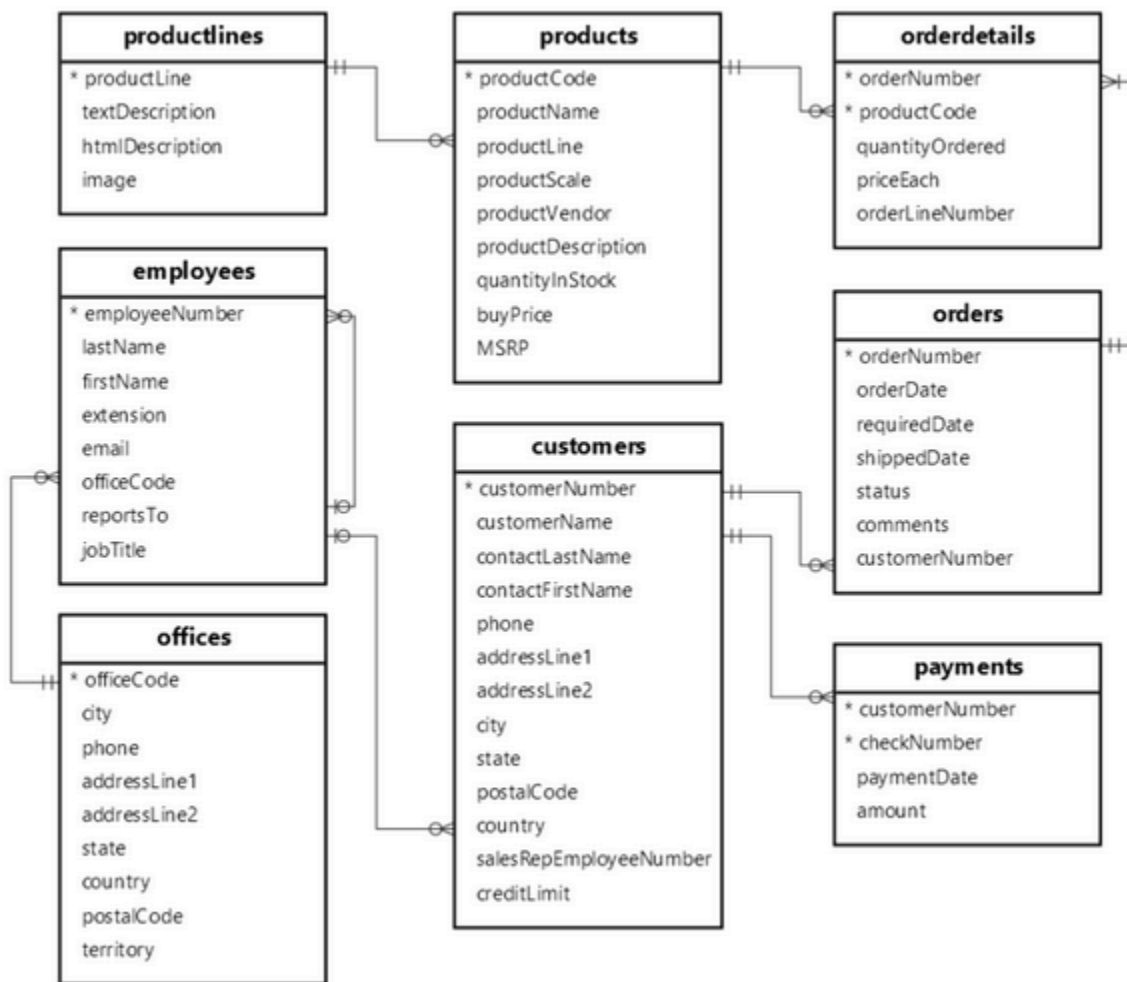 productlines
* productLine
textDescription
htmlDescription
image
products
* productCode
productName
productLine
productScale
productVendor
productDescription
quantityInStock
buyPrice
MSRP
orderdetails
* orderNumber
* productCode
quantityOrdered
priceEach
orderLineNumber
employees
* employeeNumber
lastName
firstName
extension
email
officeCode
reportsTo
jobTitle
orders
* orderNumber
orderDate
requiredDate
shippedDate
status
comments
customerNumber
customers
* customerNumber
customerName
contactLastName
contactFirstName
phone
addressLine1
addressLine2
city
state
postalCode
country
salesRepEmployeeNumber
creditLimit
offices
* officeCode
city
phone
addressLine1
addressLine2
state
country
postalCode
territory
payments
* customerNumber
* checkNumber
paymentDate
amount